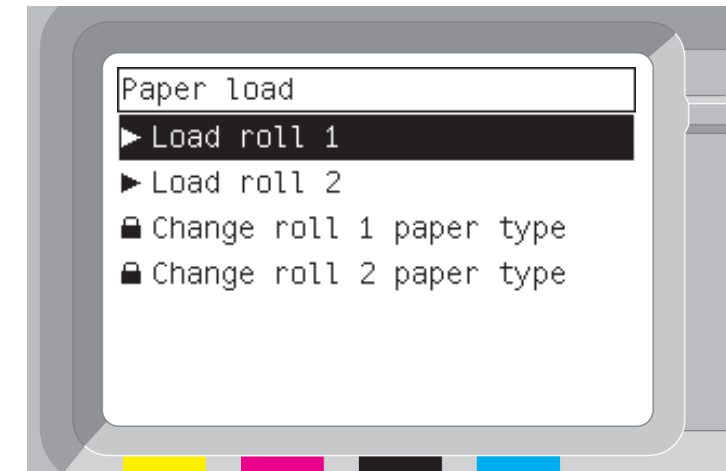 Paper load
Load roll 1
Load roll 2
Change roll 1 paper type
Change roll 2 paper type